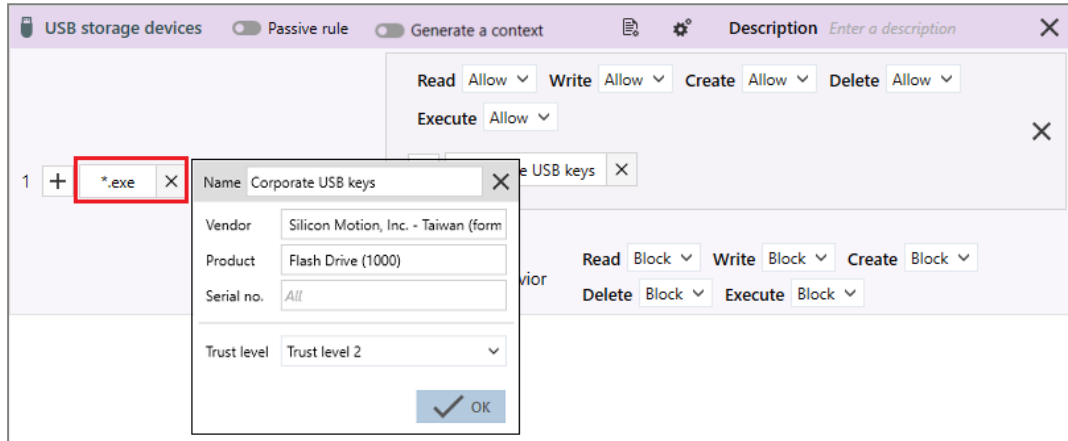 USB storage devices Passive rule Generate a context Description Enter a description
Read Allow Write Allow Create Allow Delete Allow
Execute Allow
e USB keys
1 *.exe
Name Corporate USB keys
Vendor Silicon Motion, Inc. - Taiwan (form
Product Flash Drive (1000)
Serial no. All
Trust level Trust level 2
OK
vior
Read Block Write Block Create Block
Delete Block Execute Block